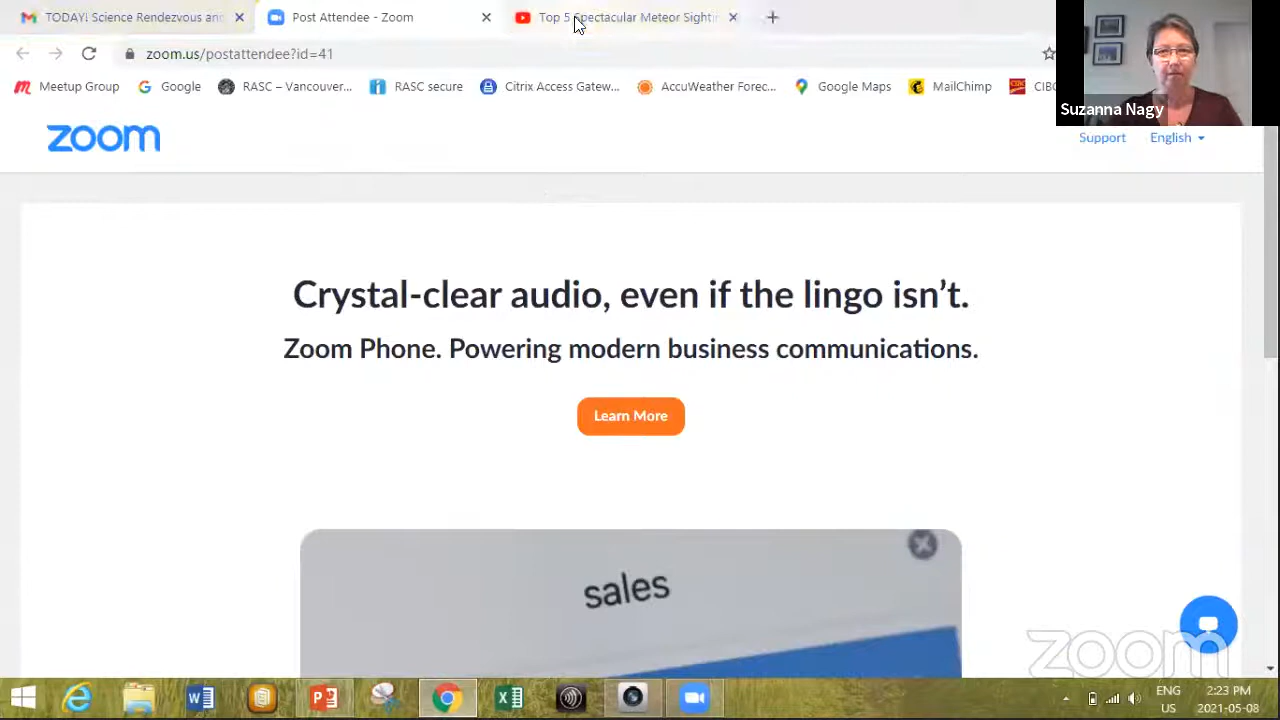 TODAY! Science Rendezvous an
Post Attendee - Zoom
Top 5 Spectacular Meteor Sighti
zoom.us/postattendee?id=41
Meetup Group
Google
RASC – Vancouver...
RASC secure
Citrix Access Gatew...
AccuWeather Forec...
Google Maps
MailChimp
CIBC
Suzanna Nagy
zoom
Support
English
Crystal-clear audio, even if the lingo isn't.
Zoom Phone. Powering modern business communications.
Learn More
sales
zoom
ENG
US
2:23 PM
2021-05-08